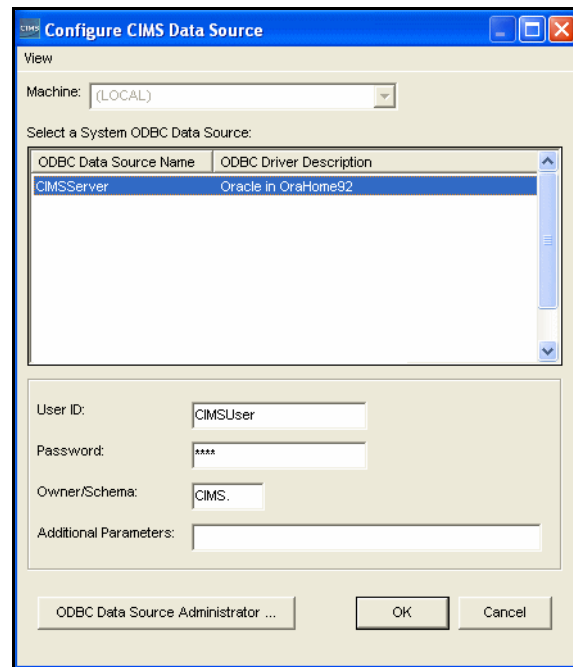 CIMS Configure CIMS Data Source
View
Machine: (LOCAL)
Select a System ODBC Data Source:
ODBC Data Source Name ODBC Driver Description
CIMSServer Oracle in OraHome92
User ID: CIMSUser
Password: ****
Owner/Schema: CIMS.
Additional Parameters:
ODBC Data Source Administrator ... OK Cancel